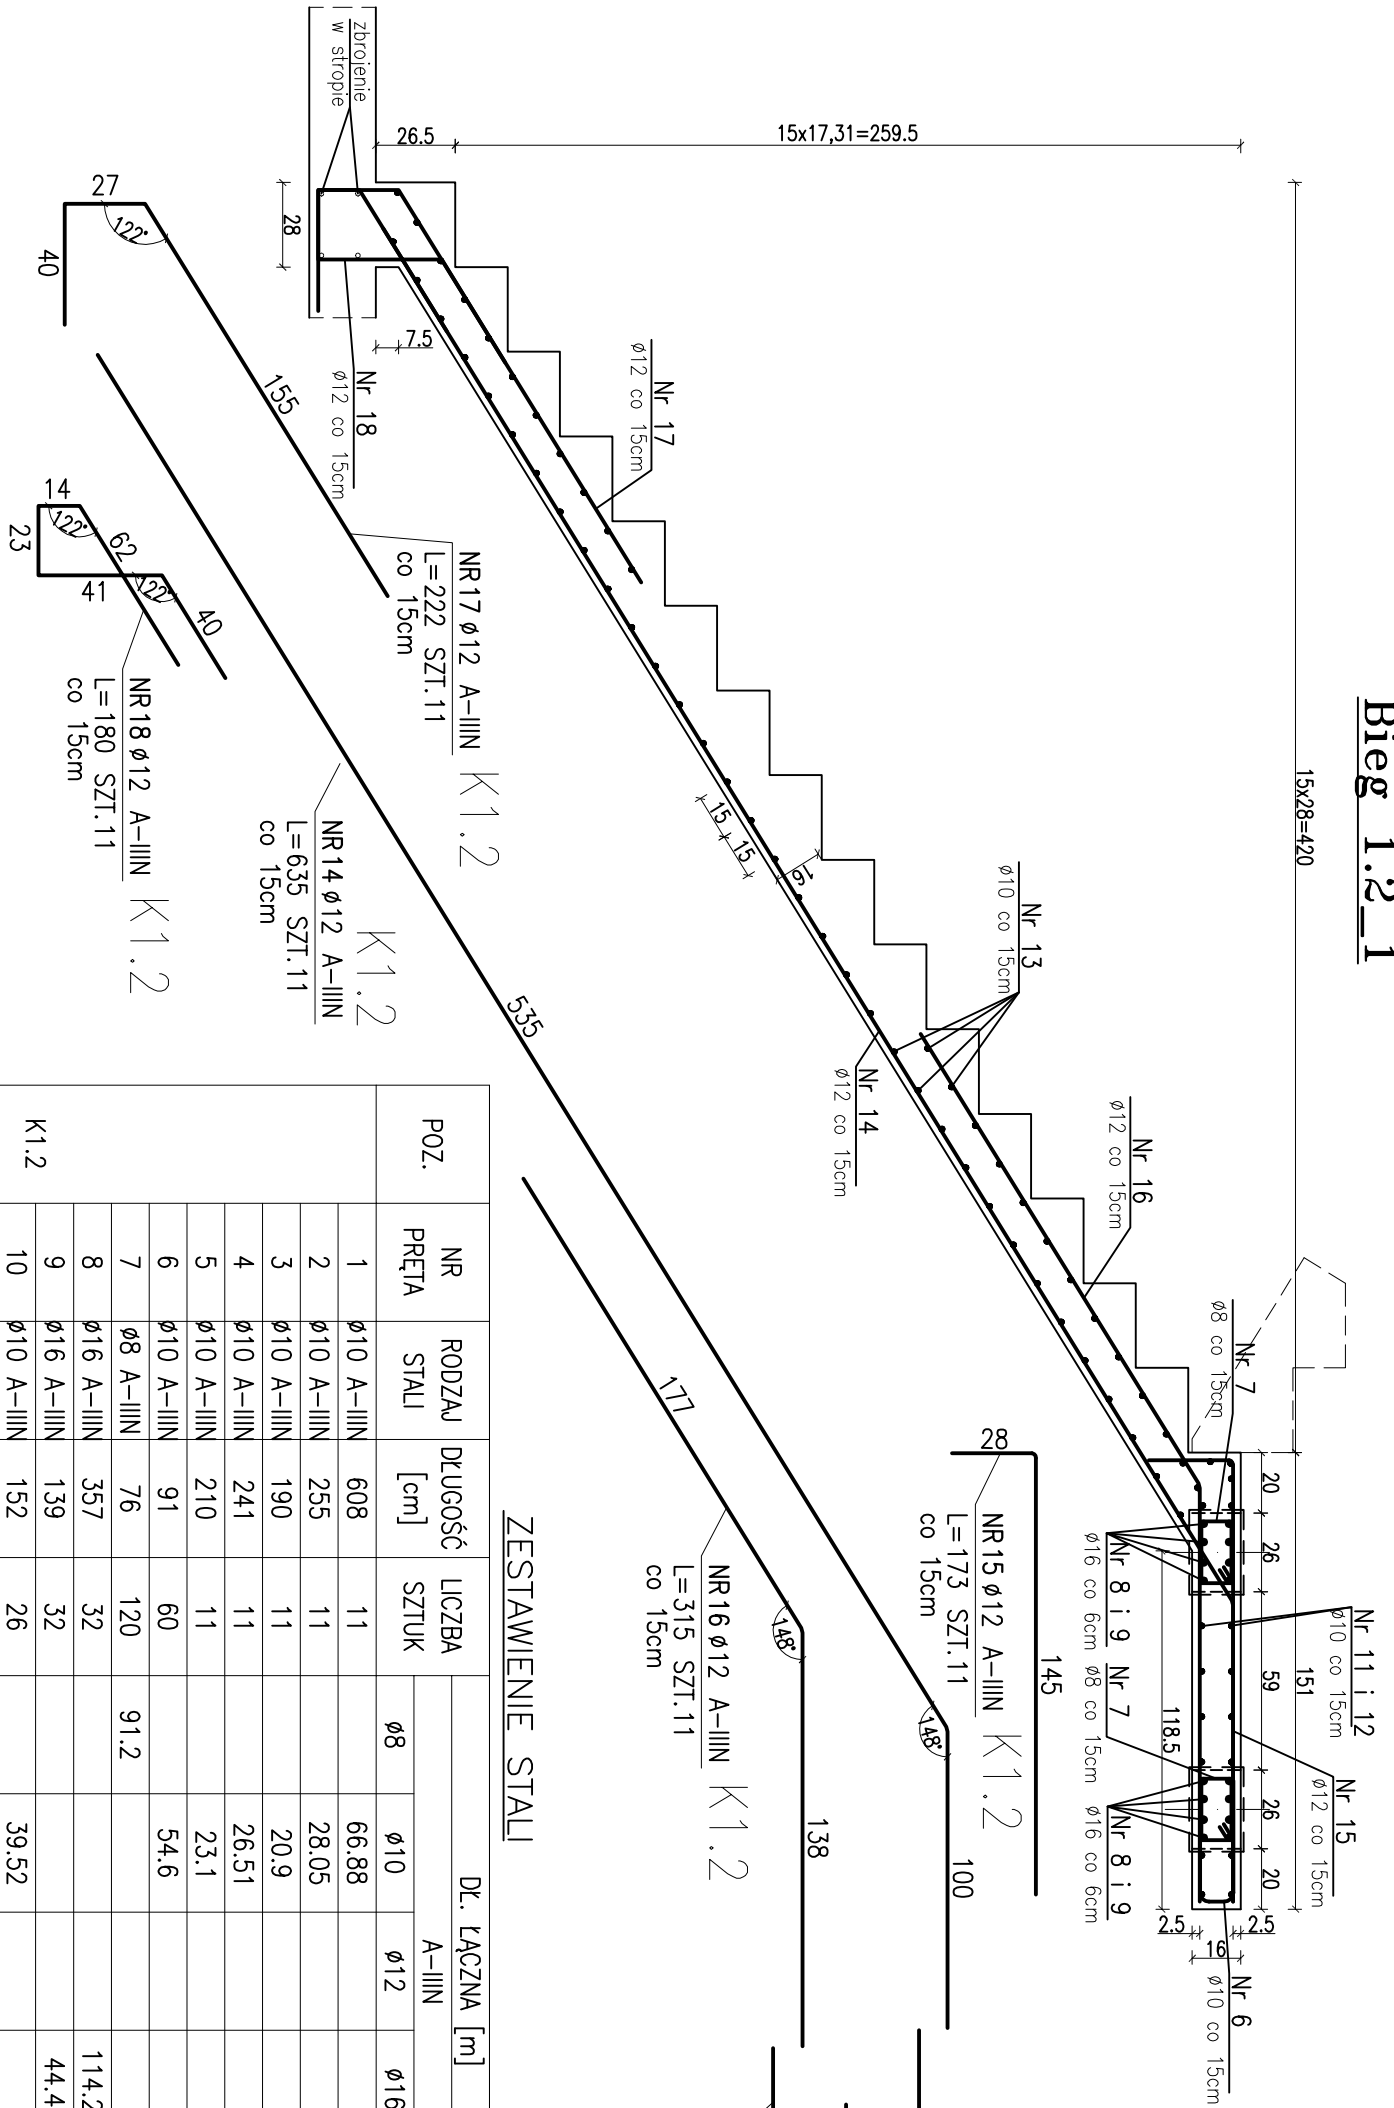 Bieg 1.2_1
15x28=420
151
15x17,31=259.5
26.5
28
7.5
zbrojenie
w stropie
Nr 17
ø12 co 15cm
Nr 18
ø12 co 15cm
Nr 13
ø10 co 15cm
Nr 14
ø12 co 15cm
Nr 16
ø12 co 15cm
15
15
16
Nr 7
ø8 co 15cm
20
26
59
26
20
Nr 11 i 12
ø10 co 15cm
Nr 15
ø12 co 15cm
Nr 8 i 9
ø16 co 6cm
Nr 7
ø8 co 15cm
Nr 8 i 9
ø16 co 6cm
118.5
2.5
16
2.5
Nr 6
ø10 co 15cm
27
122°
40
155
NR17 ø12 A-IIIN K1.2
L=222 SZT.11
co 15cm
14
122°
62
23
41
122°
40
NR18 ø12 A-IIIN K1.2
L=180 SZT.11
co 15cm
535
148°
100
NR14 ø12 A-IIIN K1.2
L=635 SZT.11
co 15cm
28
145
NR15 ø12 A-IIIN K1.2
L=173 SZT.11
co 15cm
177
148°
138
NR16 ø12 A-IIIN K1.2
L=315 SZT.11
co 15cm
ZESTAWIENIE STALI
POZ. NR PRĘTA RODZAJ STALI DŁUGOŚĆ [cm] LICZBA SZTUK DŁ. ŁĄCZNA [m]
A-IIIN
ø8 ø10 ø12 ø16
1 ø10 A-IIIN 608 11 66.88
2 ø10 A-IIIN 255 11 28.05
3 ø10 A-IIIN 190 11 20.9
4 ø10 A-IIIN 241 11 26.51
5 ø10 A-IIIN 210 11 23.1
6 ø10 A-IIIN 91 60 54.6
7 ø8 A-IIIN 76 120 91.2
8 ø16 A-IIIN 357 32 114.2
9 ø16 A-IIIN 139 32 44.4
K1.2 10 ø10 A-IIIN 152 26 39.52